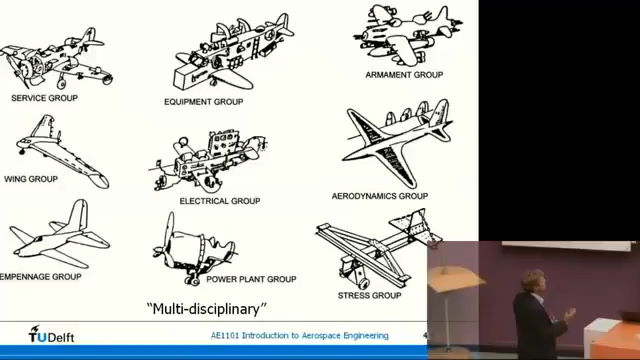 SERVICE GROUP
EQUIPMENT GROUP
ARMAMENT GROUP
WING GROUP
ELECTRICAL GROUP
AERODYNAMICS GROUP
EMPENNAGE GROUP
POWER PLANT GROUP
STRESS GROUP
“Multi-disciplinary”
TUDelft
AE1101 Introduction to Aerospace Engineering
4